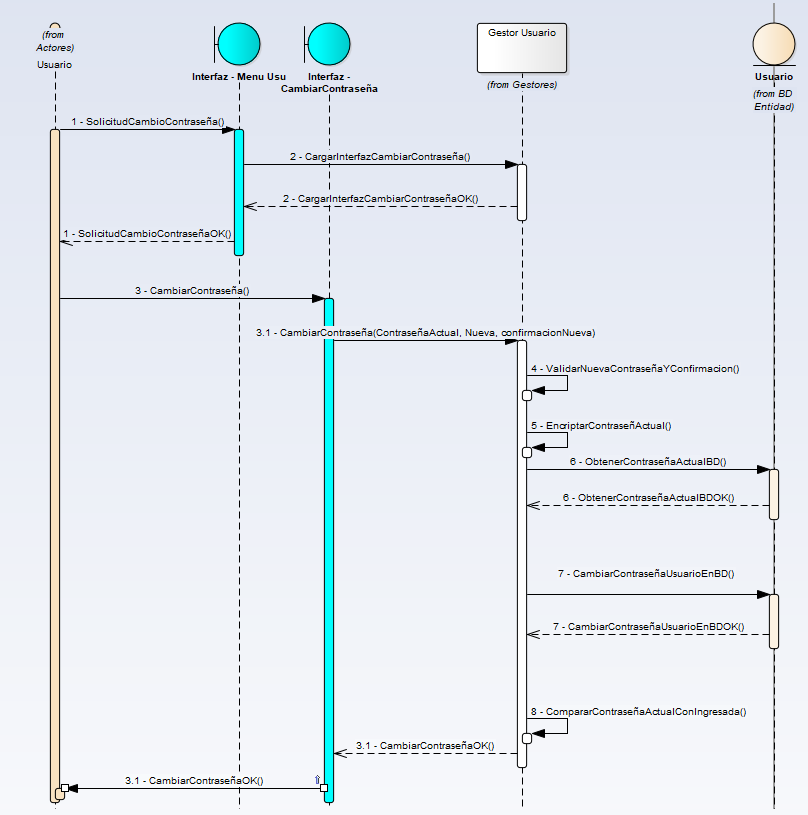 (from
Actores)
Usuario
Interfaz - Menu Usu
Interfaz -
CambiarContraseña
Gestor Usuario
(from Gestores)
Usuario
(from BD
Entidad)
1 - SolicitudCambioContraseña()
2 - CargarInterfazCambiarContraseña()
2 - CargarInterfazCambiarContraseñaOK()
1 - SolicitudCambioContraseñaOK()
3 - CambiarContraseña()
3.1 - CambiarContraseña(ContraseñaActual, Nueva, confirmacionNueva)
4 - ValidarNuevaContraseñaYConfirmacion()
5 - EncriptarContraseñActual()
6 - ObtenerContraseñaActualBD()
6 - ObtenerContraseñaActualBDOK()
7 - CambiarContraseñaUsuarioEnBD()
7 - CambiarContraseñaUsuarioEnBDOK()
8 - CompararContraseñaActualConIngresada()
3.1 - CambiarContraseñaOK()
3.1 - CambiarContraseñaOK()